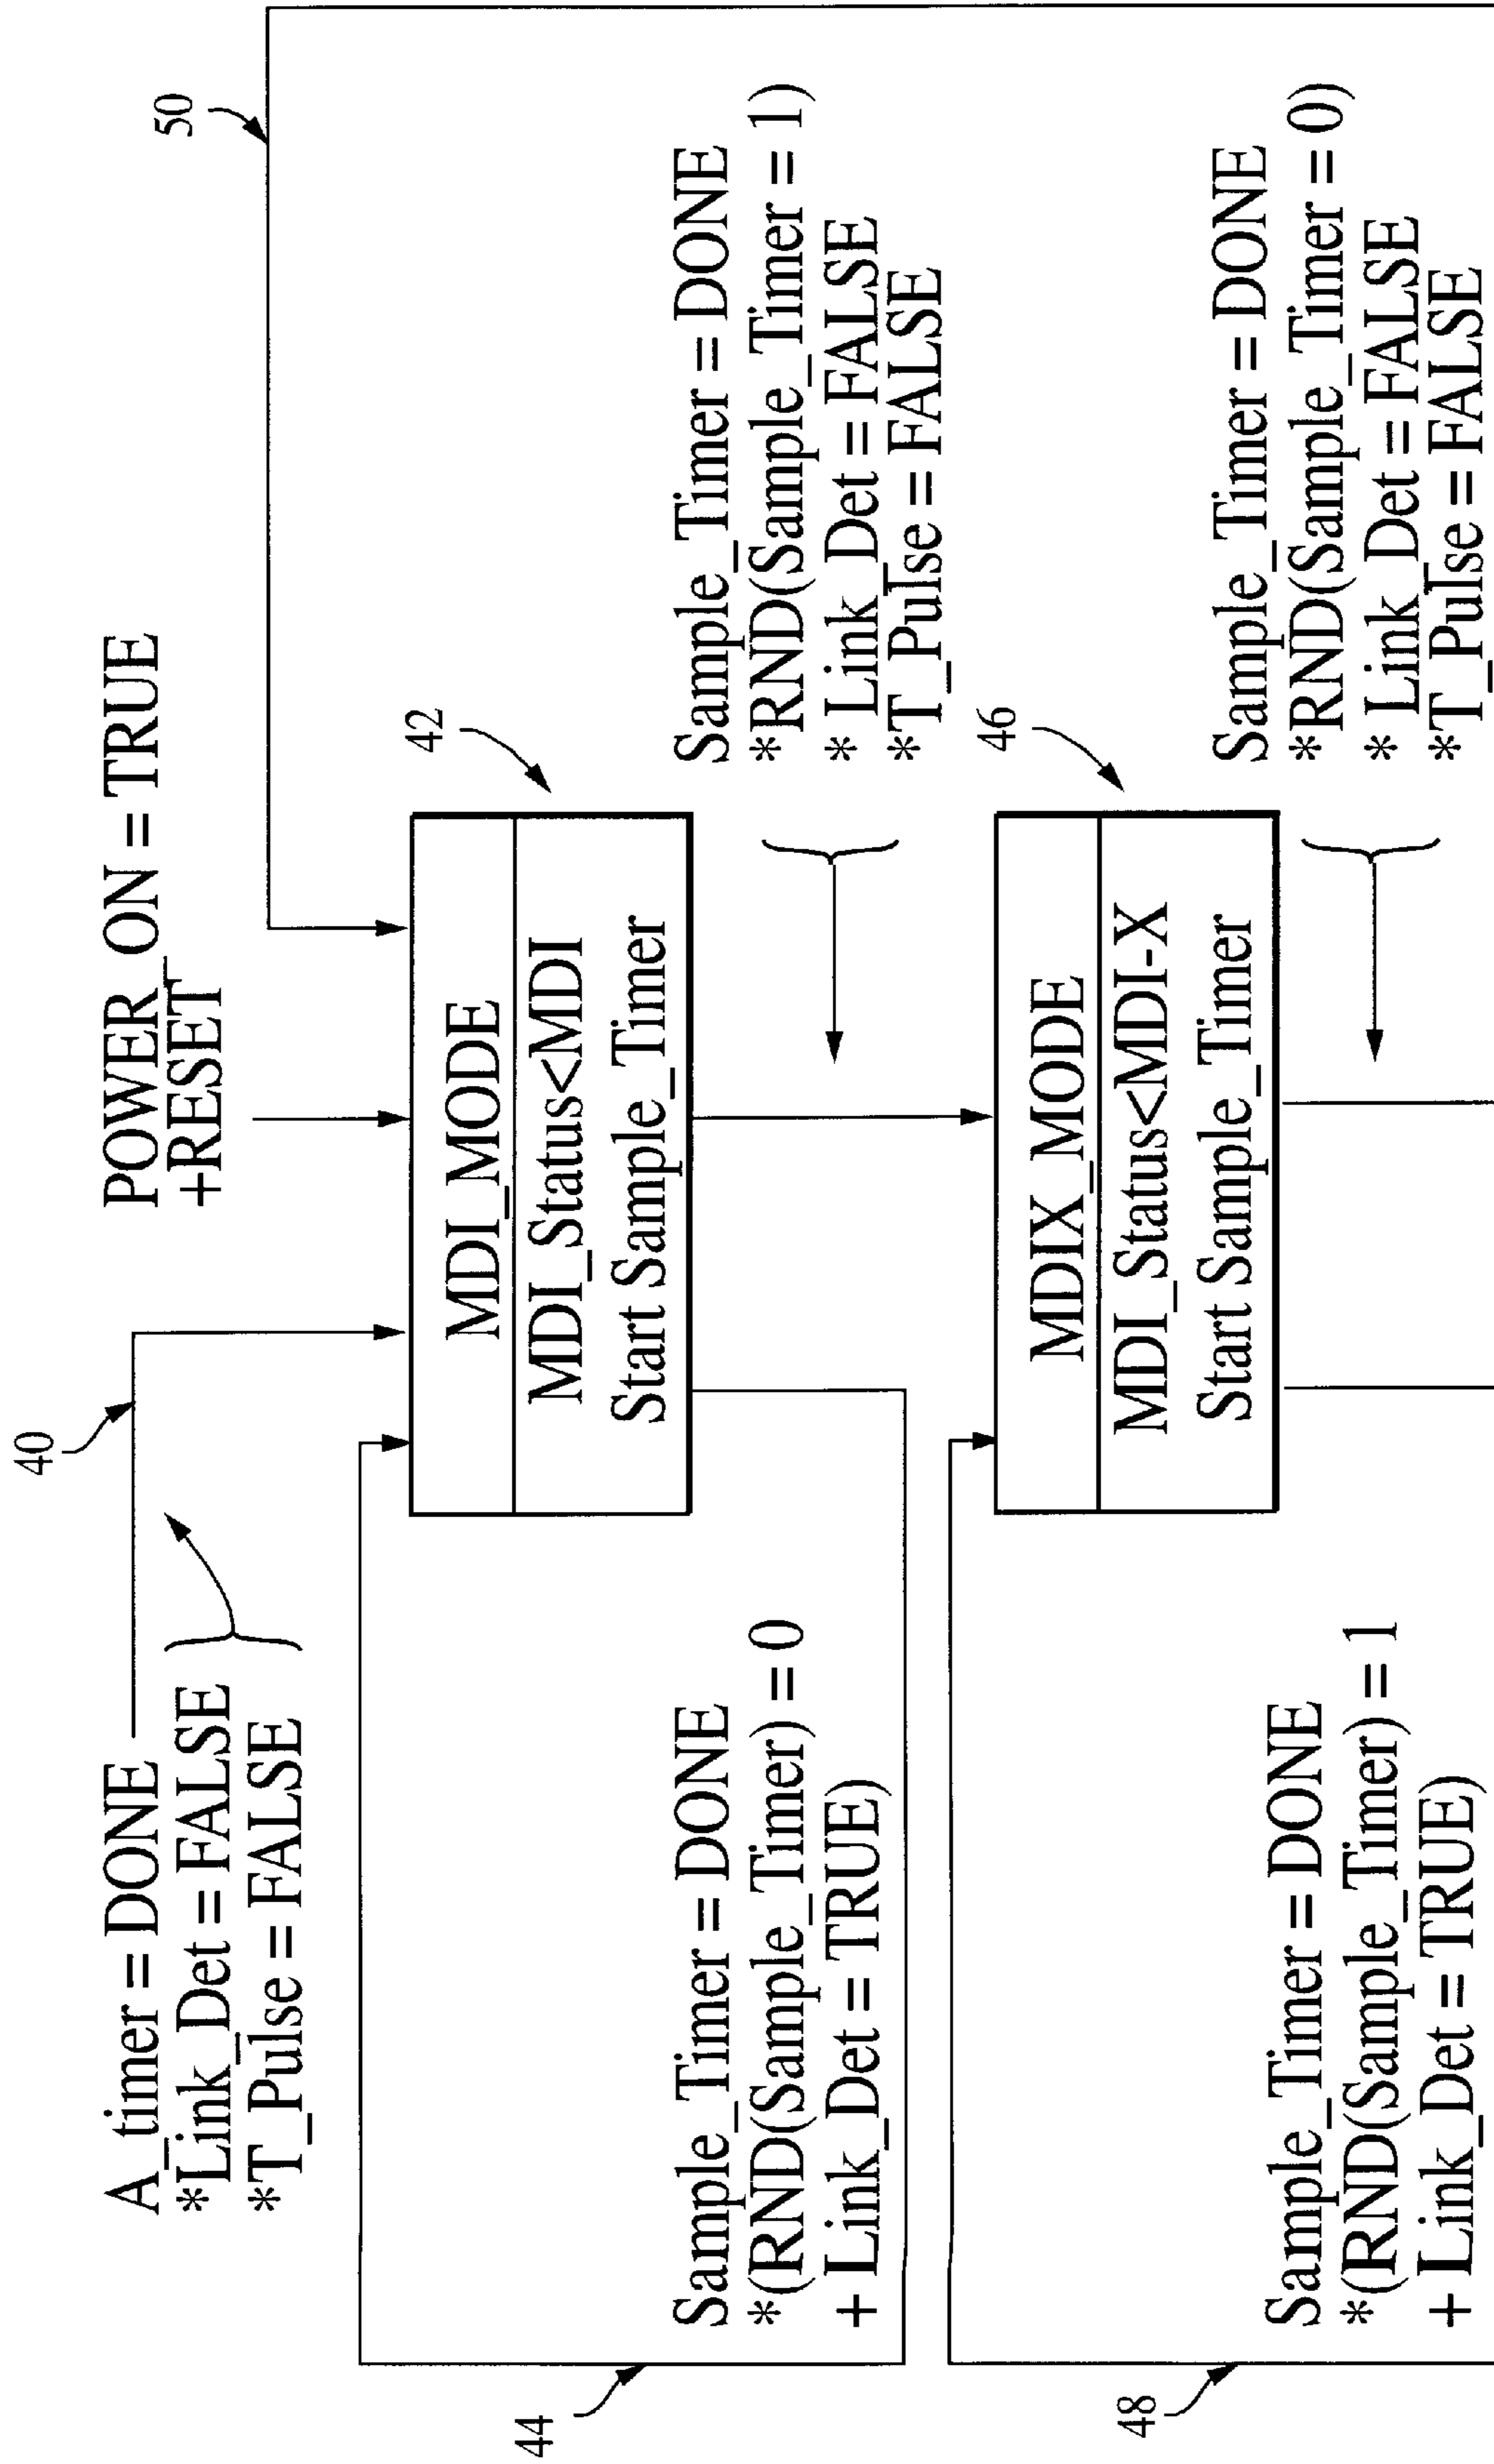 40
A_timer = DONE
*Link_Det = FALSE
*T_Pulse = FALSE
POWER_ON = TRUE
+RESET
50
42
MDI_MODE
MDI_Status<MDI
Start Sample_Timer
44
Sample_Timer = DONE
*(RND(Sample_Timer) = 0
+ Link_Det = TRUE)
Sample_Timer = DONE
*RND(Sample_Timer = 1)
* Link_Det = FALSE
*T_Pulse = FALSE
46
MDIX_MODE
MDI_Status<MDI-X
Start Sample_Timer
48
Sample_Timer = DONE
*(RND(Sample_Timer) = 1
+ Link_Det = TRUE)
Sample_Timer = DONE
*RND(Sample_Timer = 0)
* Link_Det = FALSE
*T_Pulse = FALSE